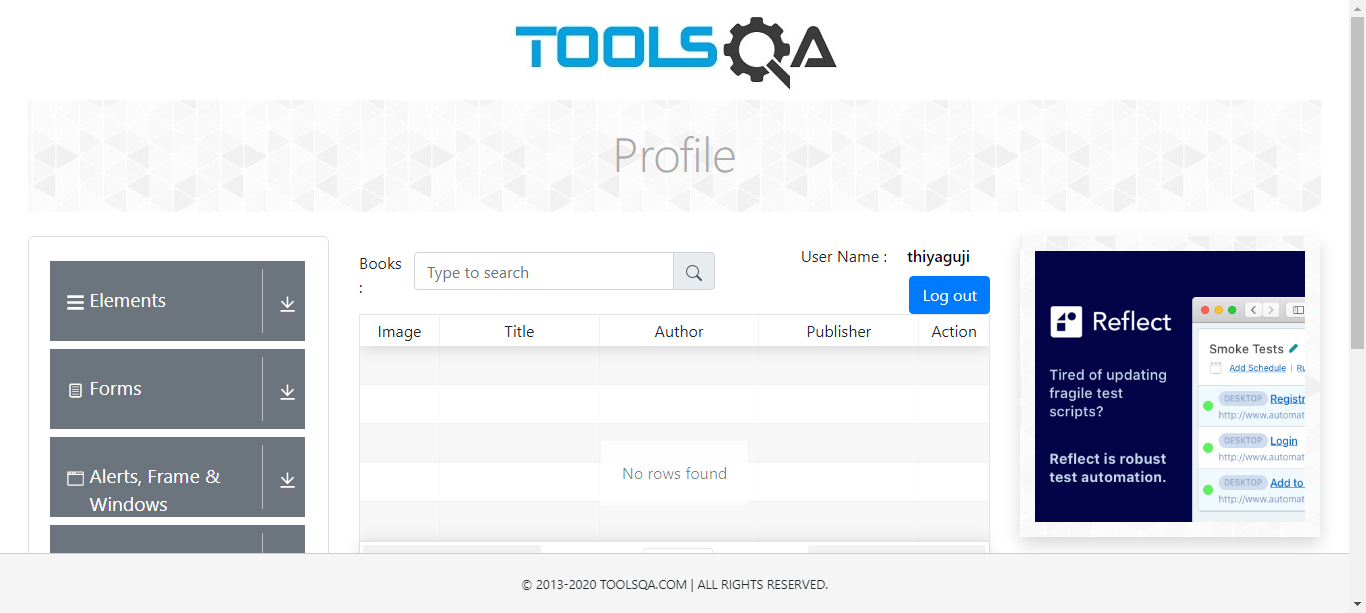 TOOLSQA
Profile
Elements
Forms
Alerts, Frame &
Windows
Books
:
Type to search
User Name :
thiyaguji
Log out
Image
Title
Author
Publisher
Action
No rows found
Reflect
Tired of updating
fragile test
scripts?
Reflect is robust
test automation.
Smoke Tests
Add Schedule | Ru
DESKTOP Registr
http://www.automat
DESKTOP Login
http://www.automat
DESKTOP Add to
http://www.automat
© 2013-2020 TOOLSQA.COM | ALL RIGHTS RESERVED.